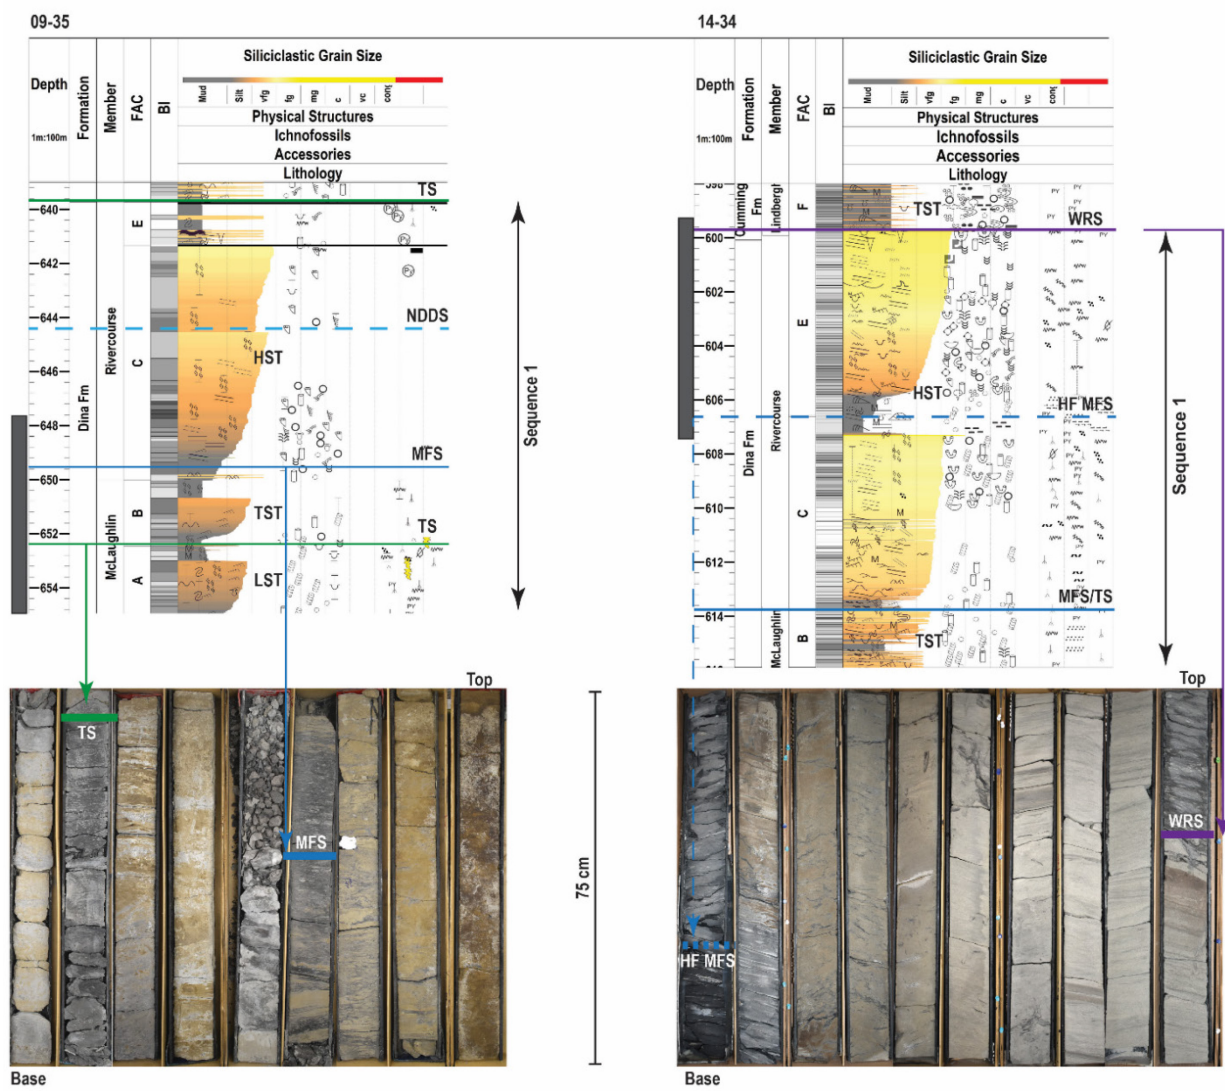 09-35
Siliciclastic Grain Size
Depth
1m:100m
Formation
Member
FAC
BI
Mud
Silt
vfg
fg
mg
c
vc
Physical Structures
Ichnofossils
Accessories
Lithology
TS
640
E
642
NDDS
644
Rivercourse
HST
C
646
Dina Fm
648
MFS
650
B
TST
TS
652
McLaughlin
A
LST
654
PY
Sequence 1
14-34
Siliciclastic Grain Size
Depth
1m:100m
Formation
Member
FAC
BI
Mud
Silt
vfg
fg
mg
c
vc
Physical Structures
Ichnofossils
Accessories
Lithology
Cumming Fm
Lindbergh
F
M
TST
PY
WRS
600
602
E
604
HST
606
HF MFS
Rivercourse
Dina Fm
608
610
C
M
612
MFS/TS
614
McLaughlin
B
TST
Sequence 1
Top
TS
MFS
Base
75 cm
Top
WRS
HF MFS
Base